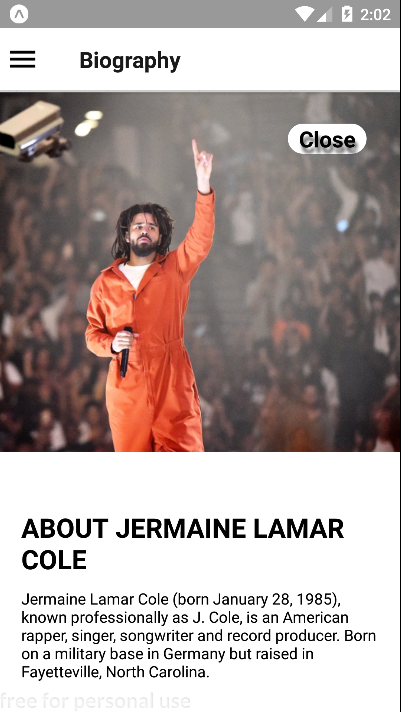 2:02
Biography
Close
ABOUT JERMAINE LAMAR
COLE
Jermaine Lamar Cole (born January 28, 1985),
known professionally as J. Cole, is an American
rapper, singer, songwriter and record producer. Born
on a military base in Germany but raised in
Fayetteville, North Carolina.
free for personal use